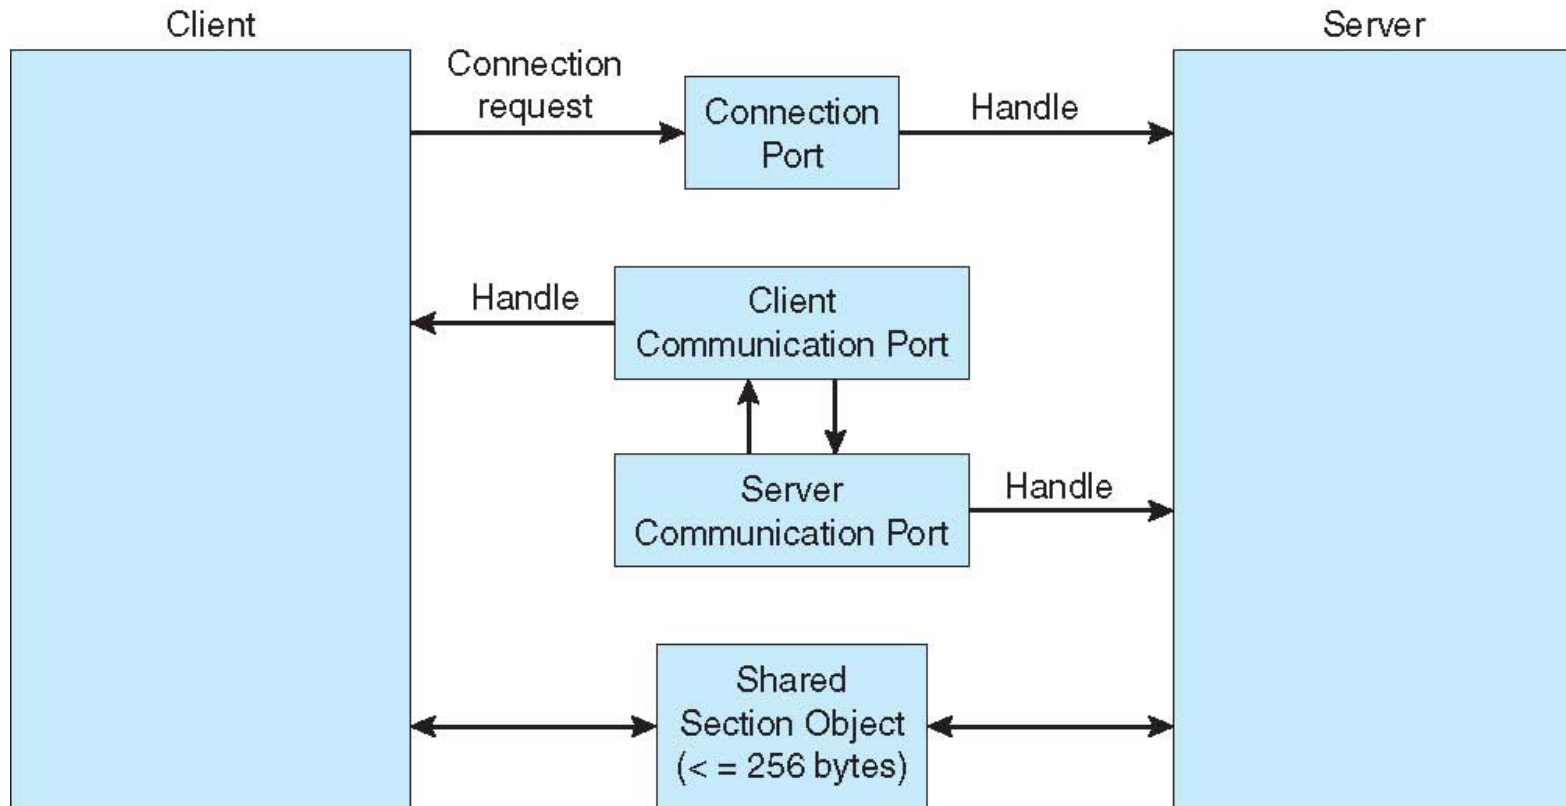 Client
Server
Connection
request
Connection
Port
Handle
Handle
Client
Communication Port
Server
Communication Port
Handle
Shared
Section Object
(< = 256 bytes)